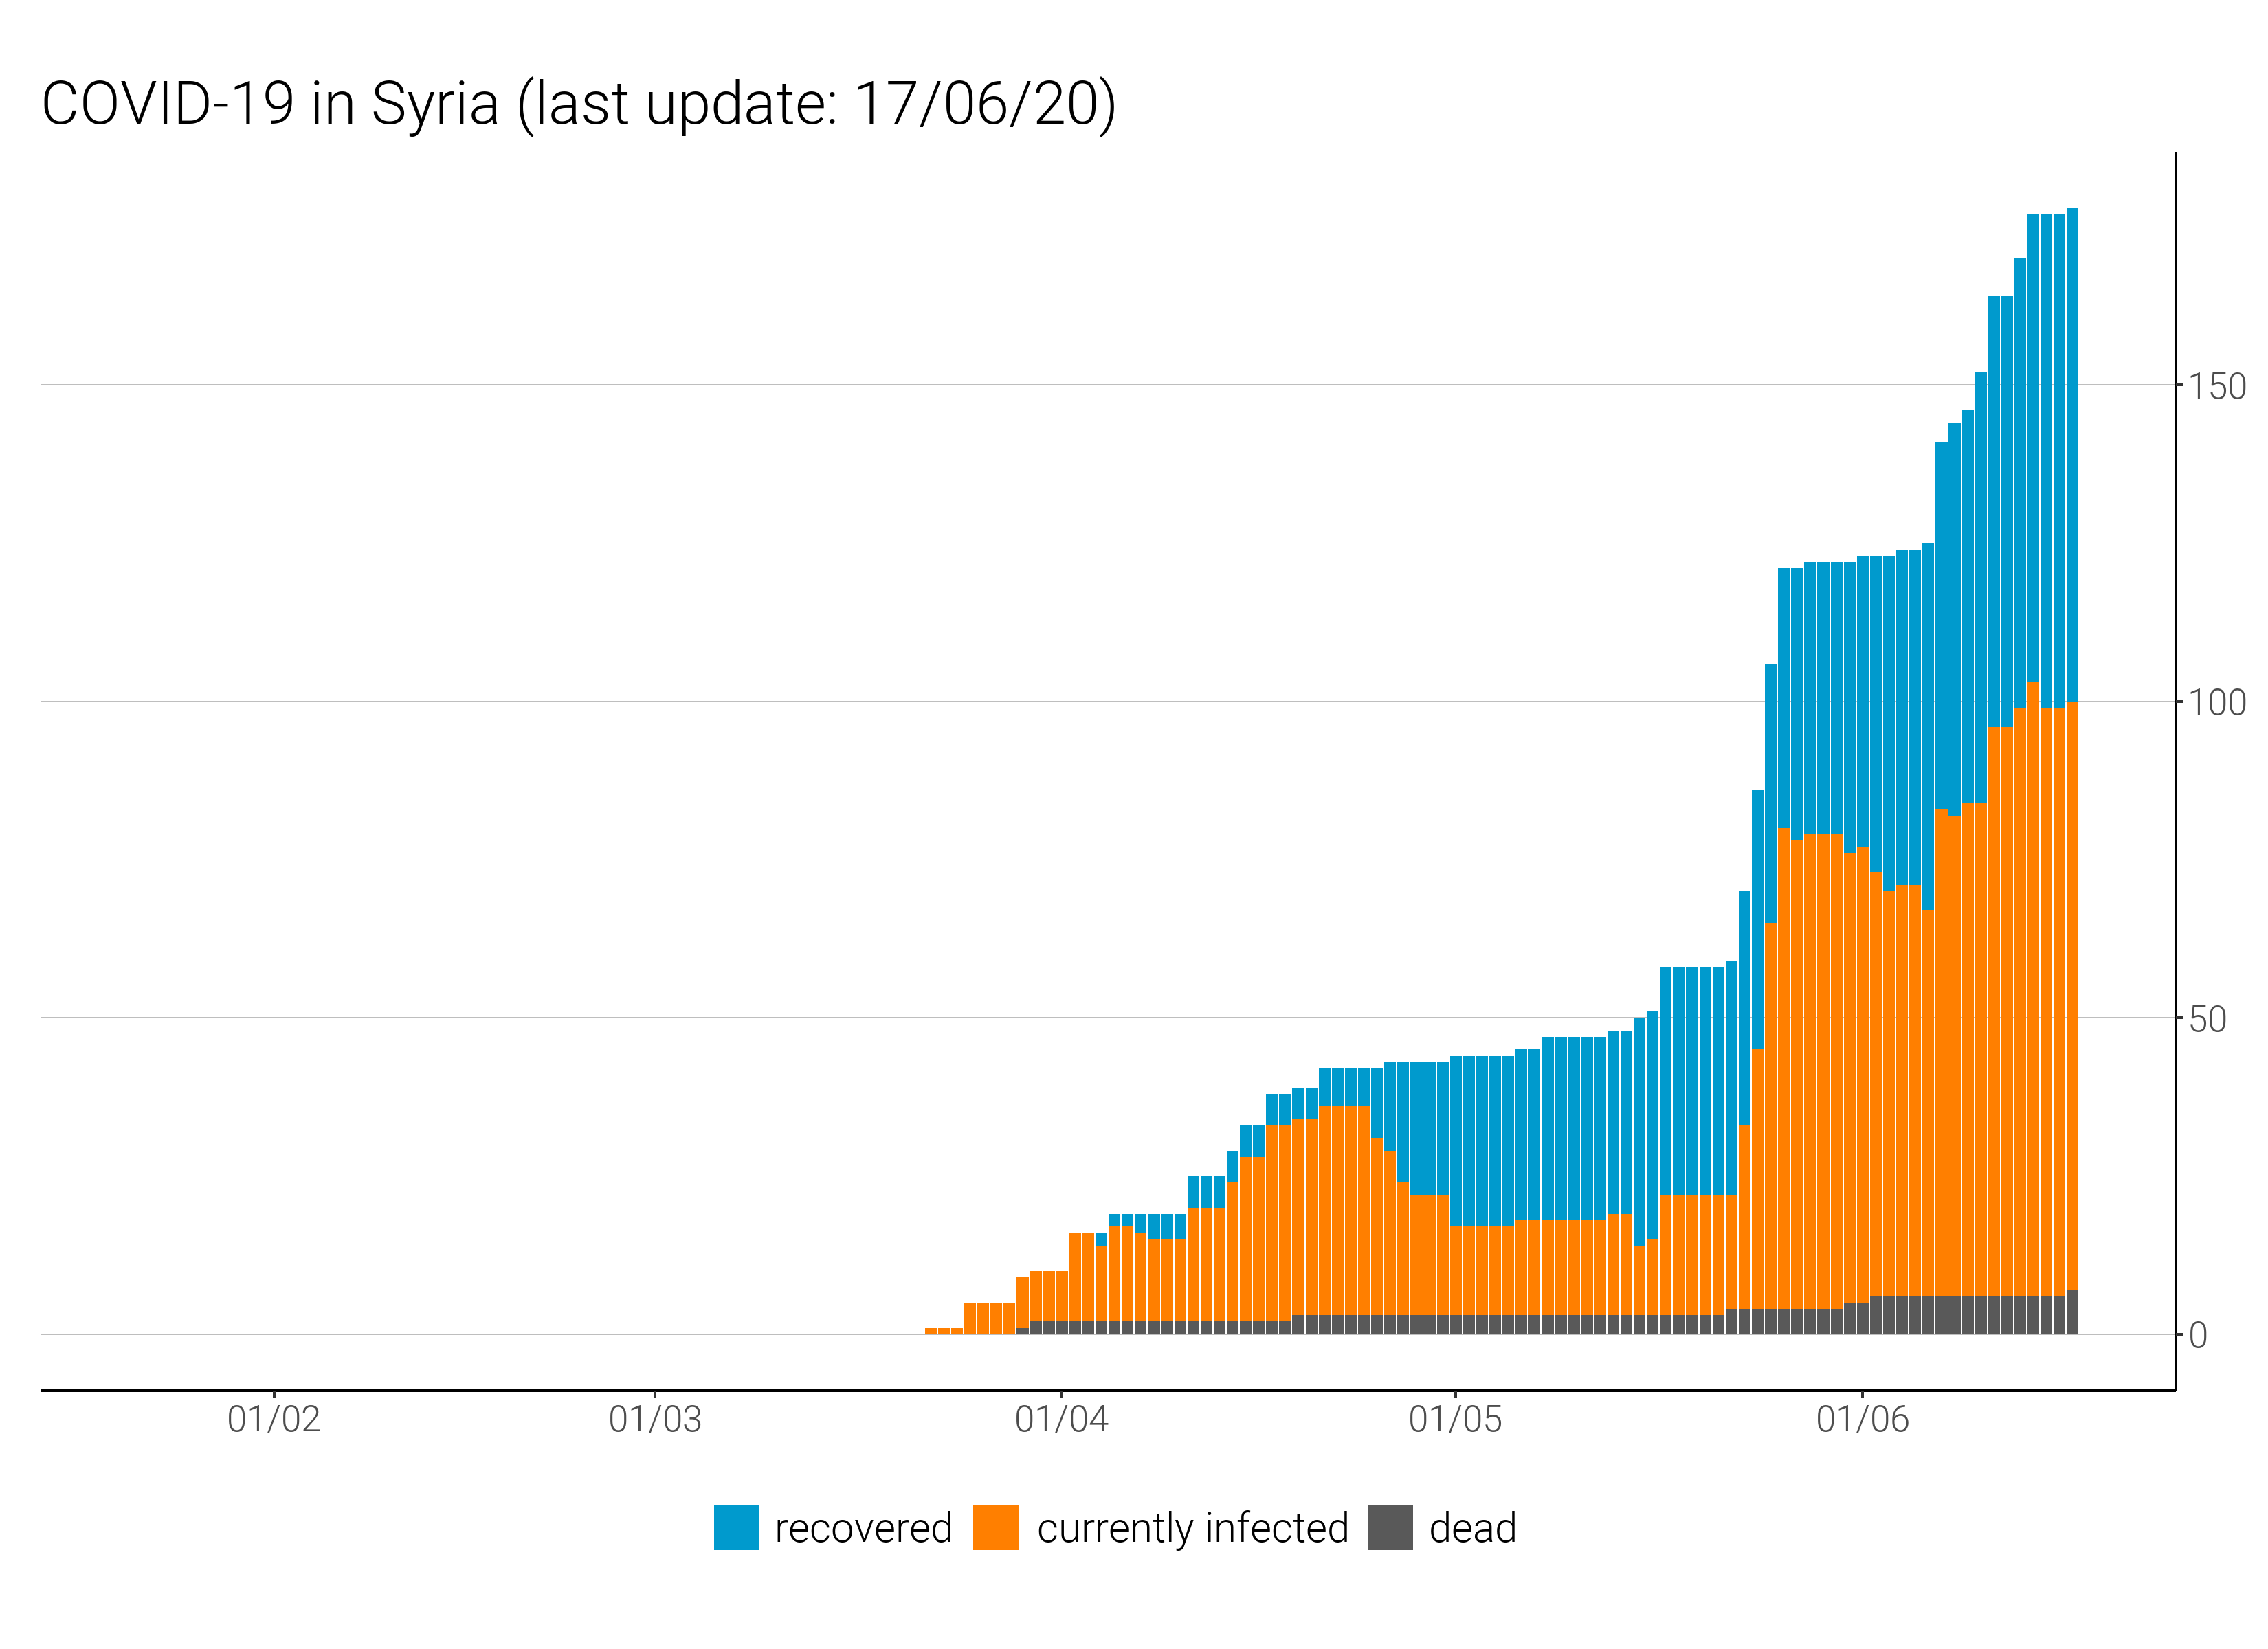 COVID-19 in Syria (last update: 17/06/20)
150
100
50
0
01/02 01/03 01/04 01/05 01/06
recovered currently infected dead